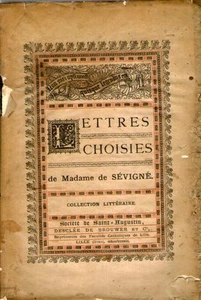 LETTRES
CHOISIES
de Madame de SÉVIGNÉ.
COLLECTION LITTÉRAIRE.
Société de Saint-Augustin,
DESCLÉE DE BROUWER ET Cie,
LILLE